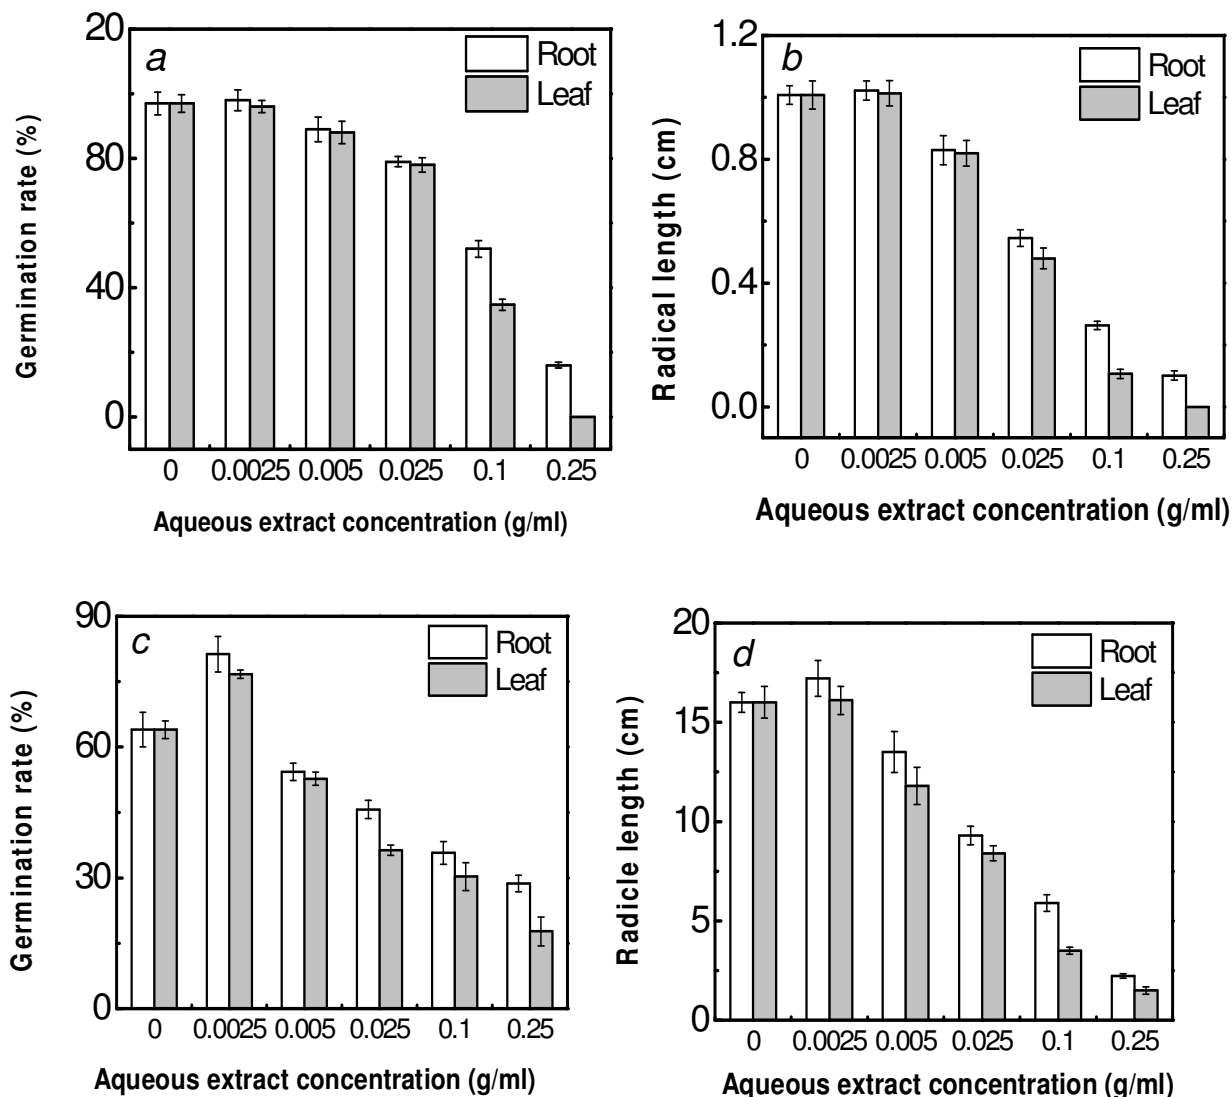 a
Root
Leaf
20
80
40
0
Germination rate (%)
0 0.0025 0.005 0.025 0.1 0.25
Aqueous extract concentration (g/ml)
b
Root
Leaf
1.2
0.8
0.4
0.0
Radical length (cm)
0 0.0025 0.005 0.025 0.1 0.25
Aqueous extract concentration (g/ml)
c
Root
Leaf
90
60
30
0
Germination rate (%)
0 0.0025 0.005 0.025 0.1 0.25
Aqueous extract concentration (g/ml)
d
Root
Leaf
20
15
10
5
0
Radicle length (cm)
0 0.0025 0.005 0.025 0.1 0.25
Aqueous extract concentration (g/ml)